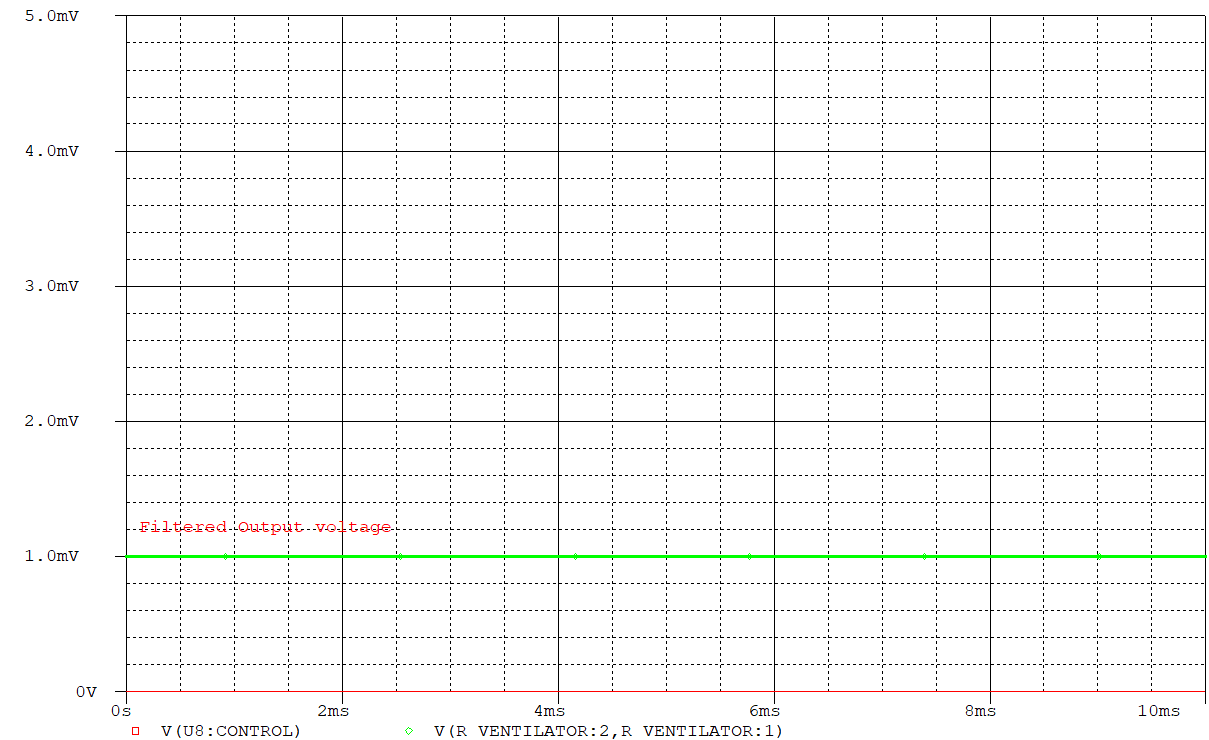 5.0mV
4.0mV
3.0mV
2.0mV
Filtered Output voltage
1.0mV
0V
0s 2ms 4ms 6ms 8ms 10ms
V(U8:CONTROL) V(R VENTILATOR:2,R VENTILATOR:1)